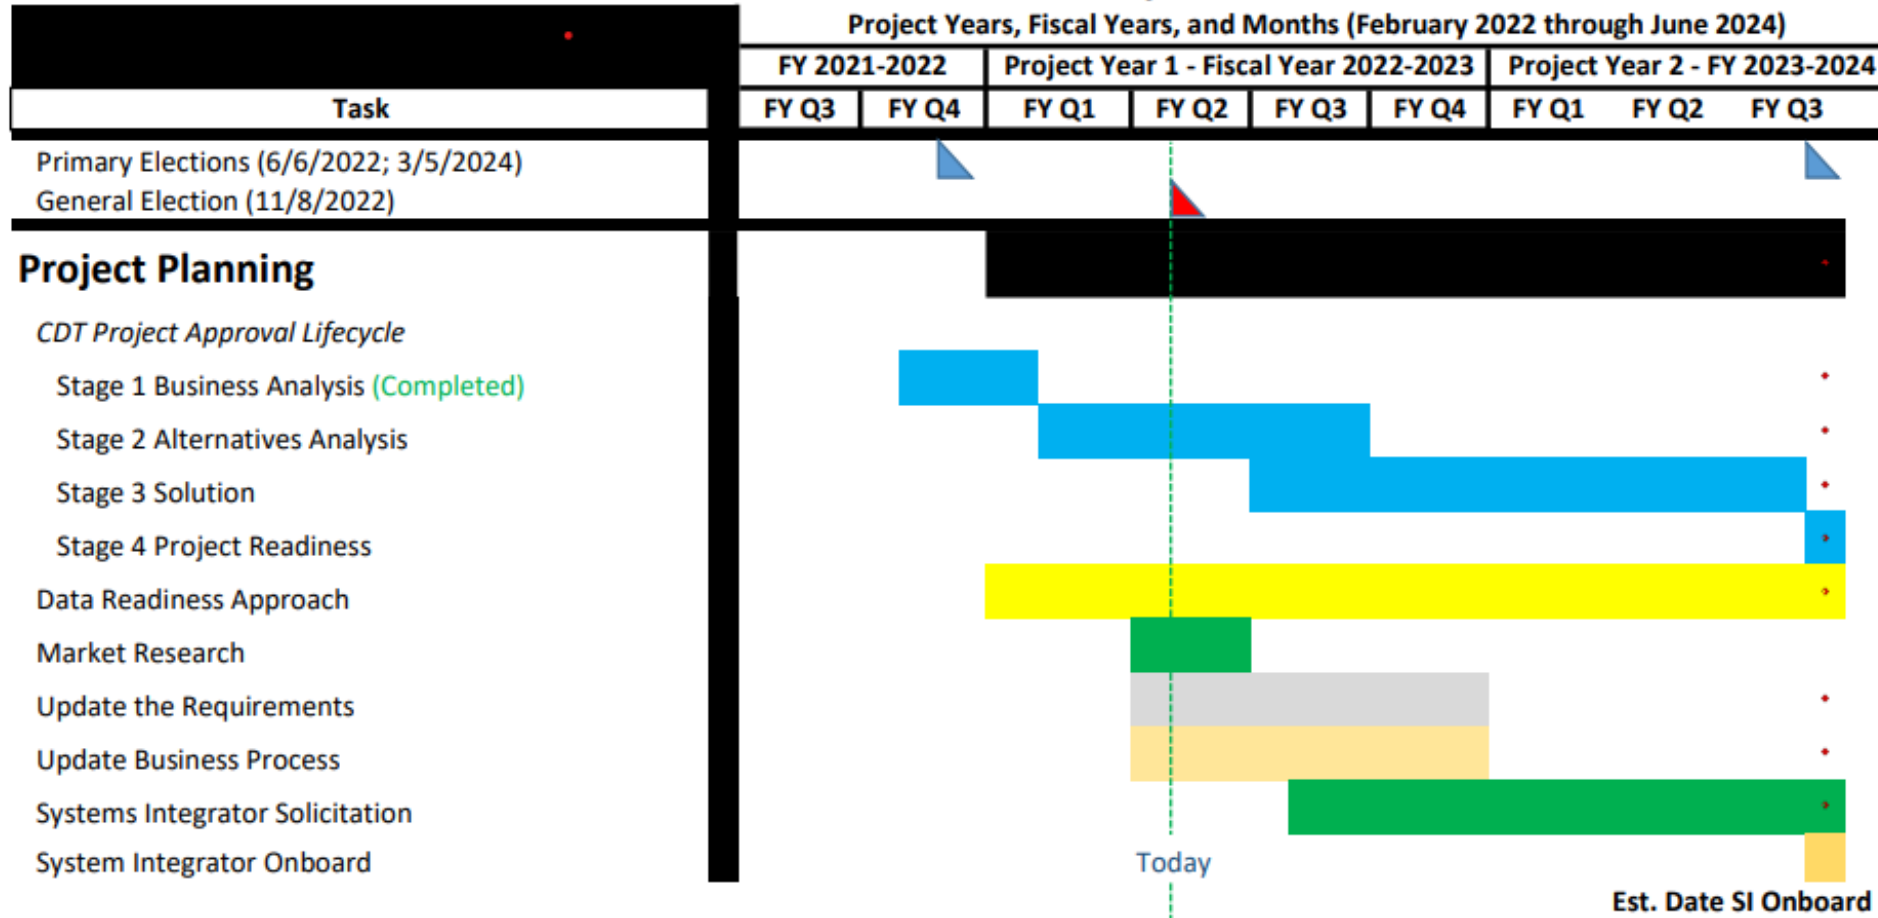 Project Years, Fiscal Years, and Months (February 2022 through June 2024)
FY 2021-2022 Project Year 1 - Fiscal Year 2022-2023 Project Year 2 - FY 2023-2024
Task FY Q3 FY Q4 FY Q1 FY Q2 FY Q3 FY Q4 FY Q1 FY Q2 FY Q3
Primary Elections (6/6/2022; 3/5/2024)
General Election (11/8/2022)
Project Planning
CDT Project Approval Lifecycle
Stage 1 Business Analysis (Completed)
Stage 2 Alternatives Analysis
Stage 3 Solution
Stage 4 Project Readiness
Data Readiness Approach
Market Research
Update the Requirements
Update Business Process
Systems Integrator Solicitation
System Integrator Onboard Today
Est. Date SI Onboard